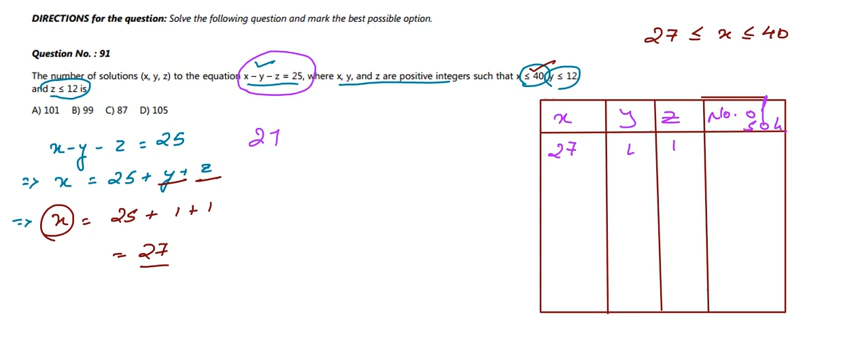 DIRECTIONS for the question: Solve the following question and mark the best possible option.
27 ≤ x ≤ 40
Question No. : 91
The number of solutions (x, y, z) to the equation x – y – z = 25, where x, y, and z are positive integers such that x ≤ 40, y ≤ 12
and z ≤ 12 is
A) 101 B) 99 C) 87 D) 105
x y z No. of soln
27 1 1
x - y - z = 25
27
⇒ x = 25 + y + z
⇒ x = 25 + 1 + 1
= 27